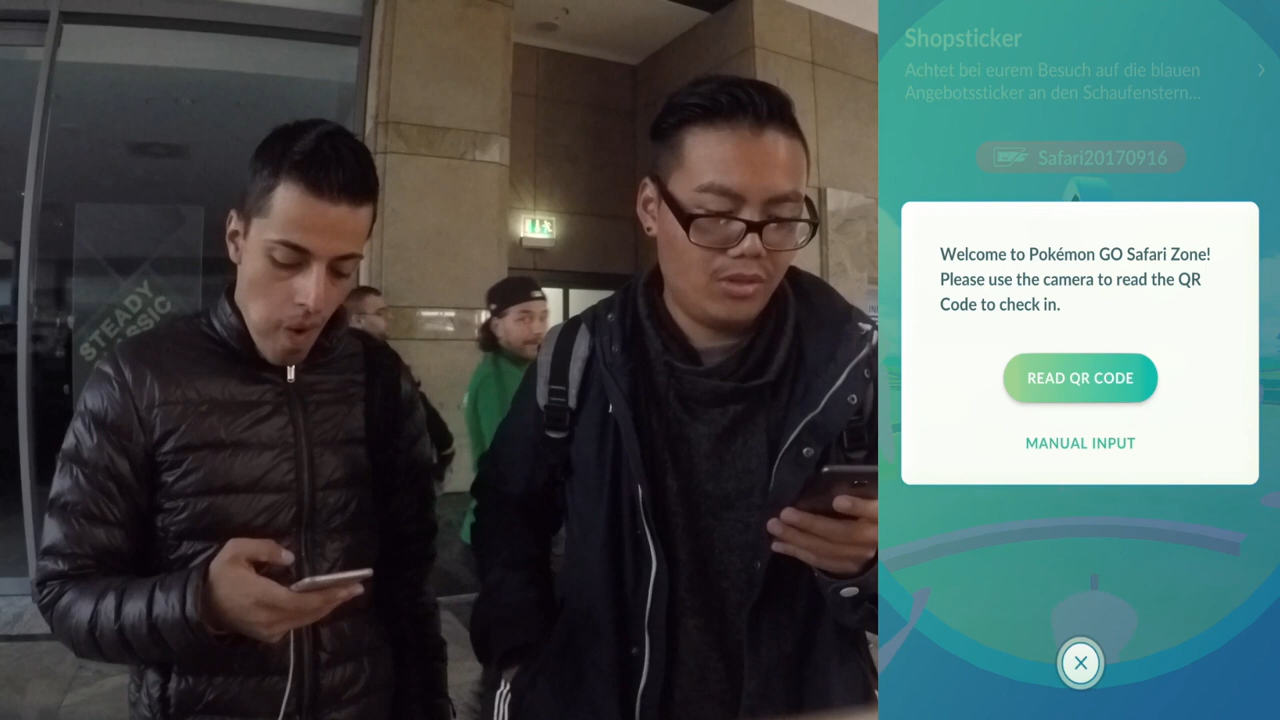 STEADY
Shopsticker
Achtet bei eurem Besuch auf die blauen
Angebotssticker an den Schaufenstern...
Safari20170916
Welcome to Pokémon GO Safari Zone!
Please use the camera to read the QR
Code to check in.
READ QR CODE
MANUAL INPUT